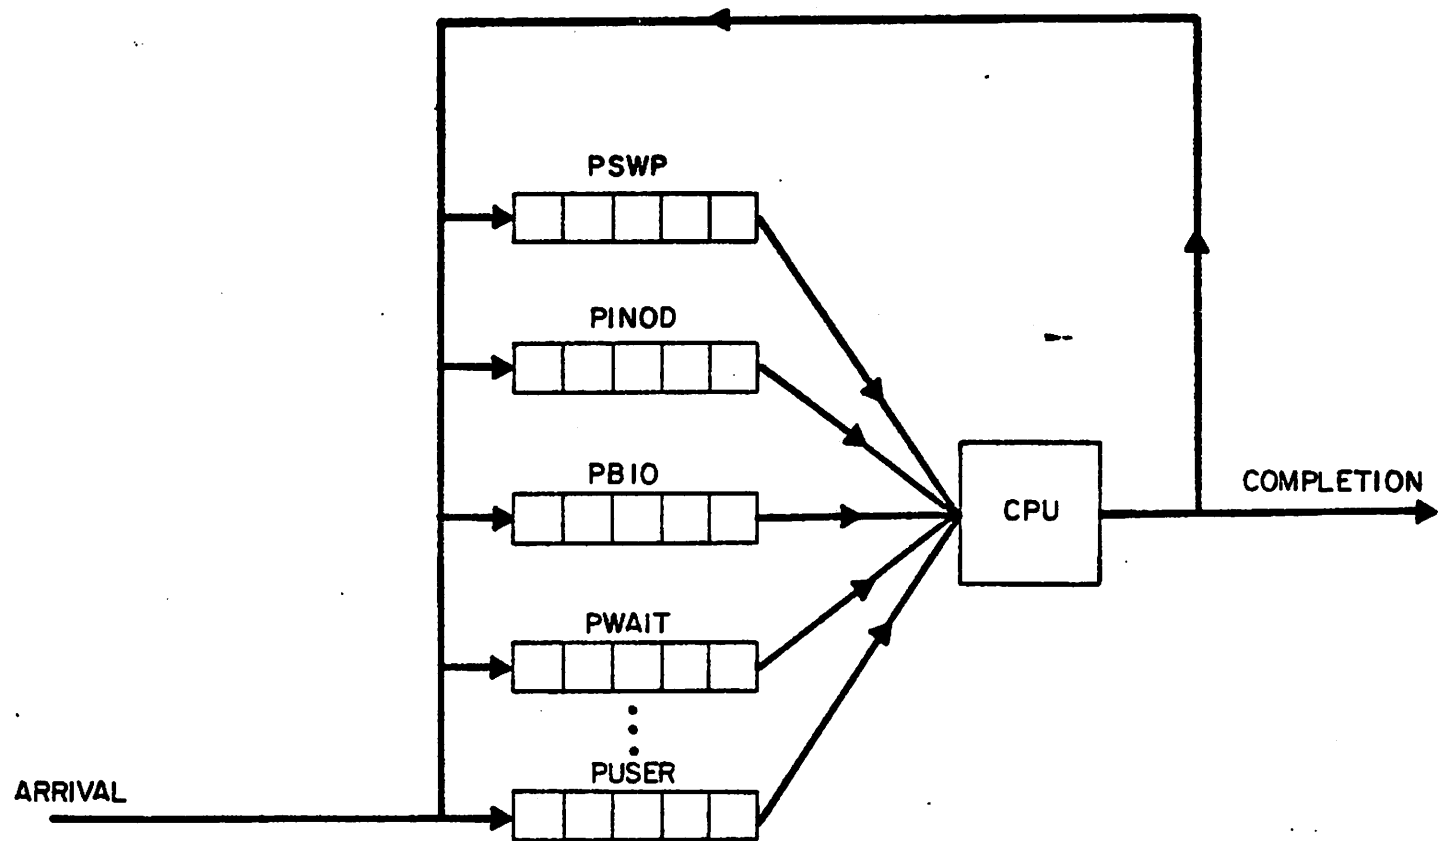 PSWP
PINOD
PBIO
CPU
COMPLETION
PWAIT
PUSER
ARRIVAL